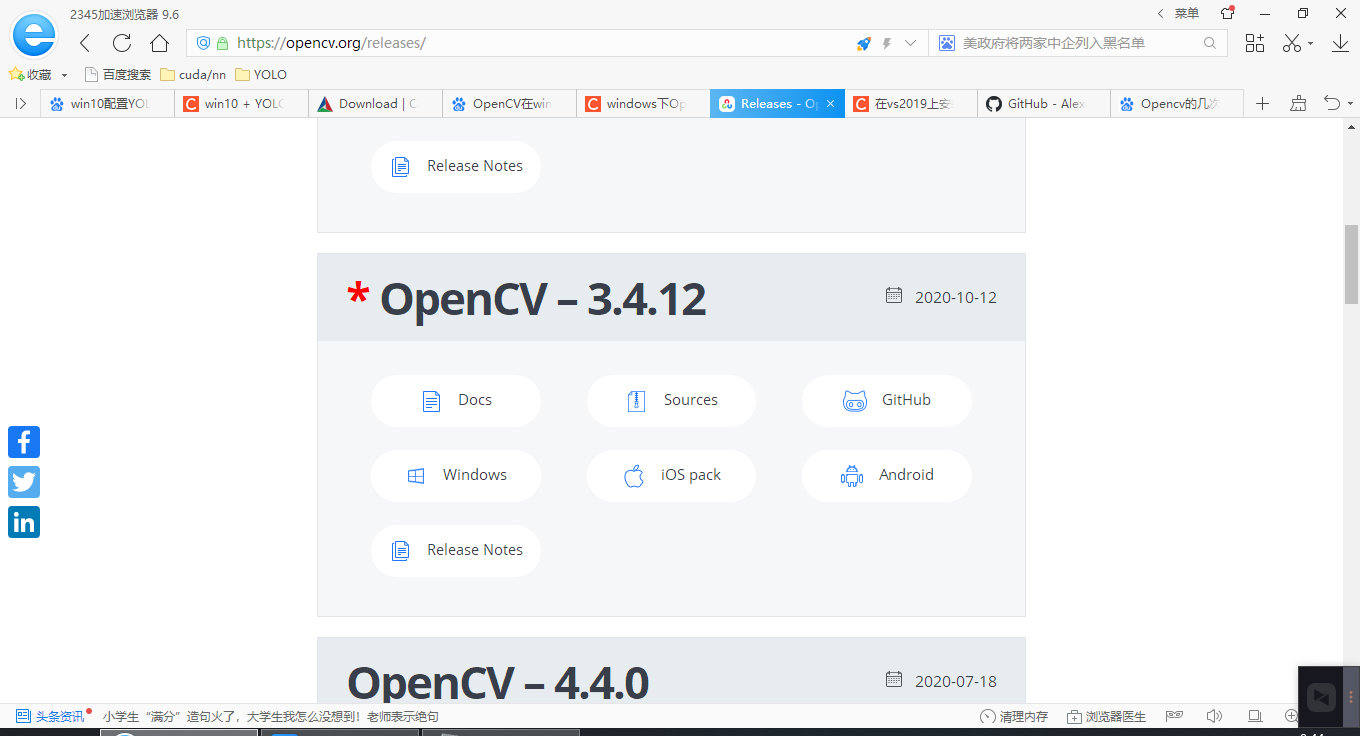 2345加速浏览器 9.6
菜单
https://opencv.org/releases/
美政府将两家中企列入黑名单
收藏 百度搜索 cuda/nn YOLO
win10配置YOL
win10 + YOLO
Download | C
OpenCV在win
windows下Op
Releases - Op
在vs2019上安
GitHub - Alex
Opencv的几次
Release Notes
* OpenCV – 3.4.12
2020-10-12
Docs
Sources
GitHub
Windows
iOS pack
Android
Release Notes
OpenCV – 4.4.0
2020-07-18
头条资讯 小学生“满分”造句火了，大学生我怎么没想到！老师表示绝句
清理内存 浏览器医生